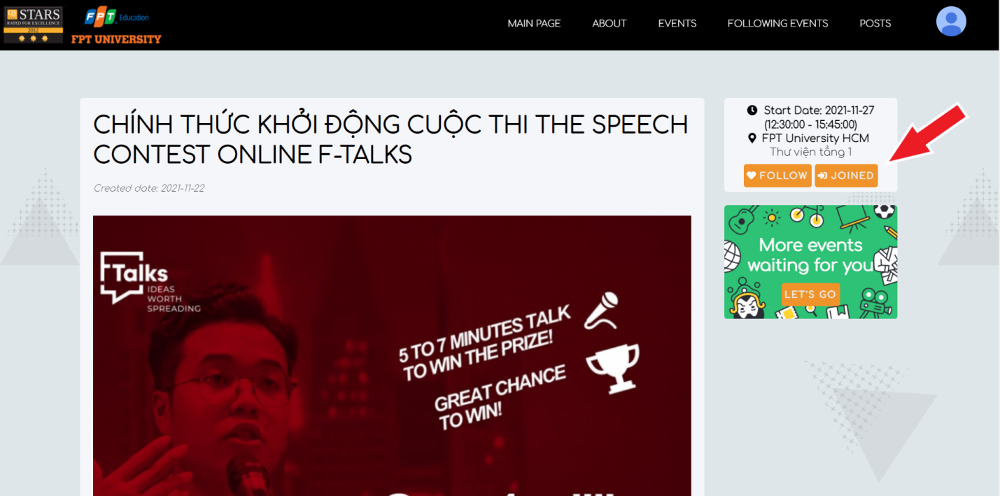 QS STARS
RATED FOR EXCELLENCE
2012
FPT Education
FPT UNIVERSITY
MAIN PAGE
ABOUT
EVENTS
FOLLOWING EVENTS
POSTS
CHÍNH THỨC KHỞI ĐỘNG CUỘC THI THE SPEECH
CONTEST ONLINE F-TALKS
Created date: 2021-11-22
FTalks
IDEAS
WORTH
SPREADING
5 TO 7 MINUTES TALK
TO WIN THE PRIZE!
GREAT CHANCE
TO WIN!
Start Date: 2021-11-27
(12:30:00 - 15:45:00)
FPT University HCM
Thư viện tầng 1
FOLLOW
JOINED
More events
waiting for you
LET'S GO